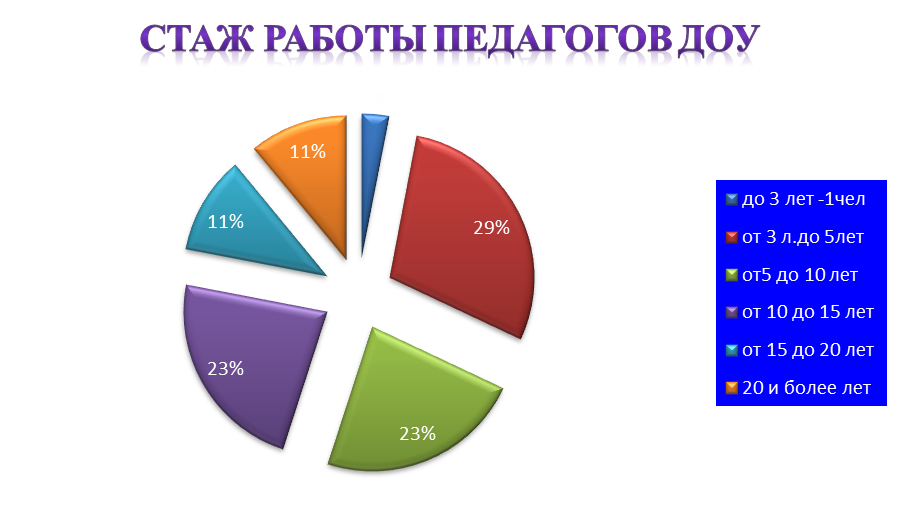 СТАЖ РАБОТЫ ПЕДАГОГОВ ДОУ
11%
29%
11%
23%
23%
до 3 лет -1чел
от 3 л.до 5лет
от5 до 10 лет
от 10 до 15 лет
от 15 до 20 лет
20 и более лет